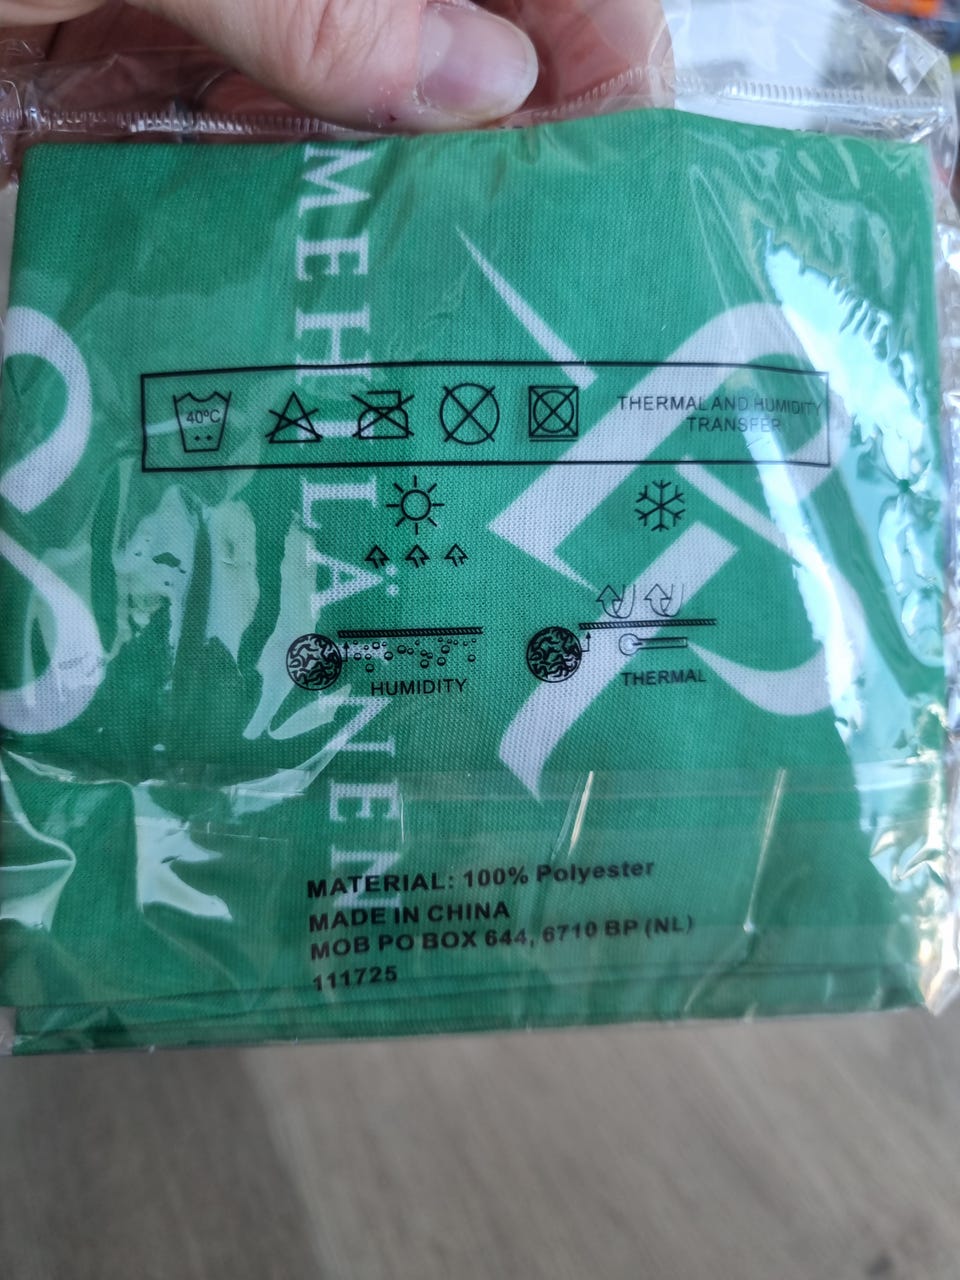 MEHILÄINEN
40°C
THERMAL AND HUMIDITY
TRANSFER
HUMIDITY
THERMAL
MATERIAL: 100% Polyester
MADE IN CHINA
MOB PO BOX 644, 6710 BP (NL)
111725